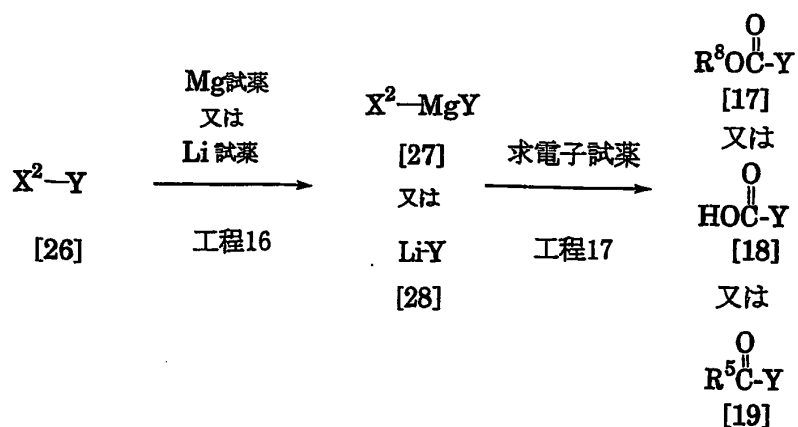 X²—Y
[26]
Mg試薬
又は
Li 試薬
工程16
X²—MgY
[27]
又は
Li-Y
[28]
求電子試薬
工程17
O
R⁸OC-Y
[17]
又は
O
HOC-Y
[18]
又は
O
R⁵C-Y
[19]